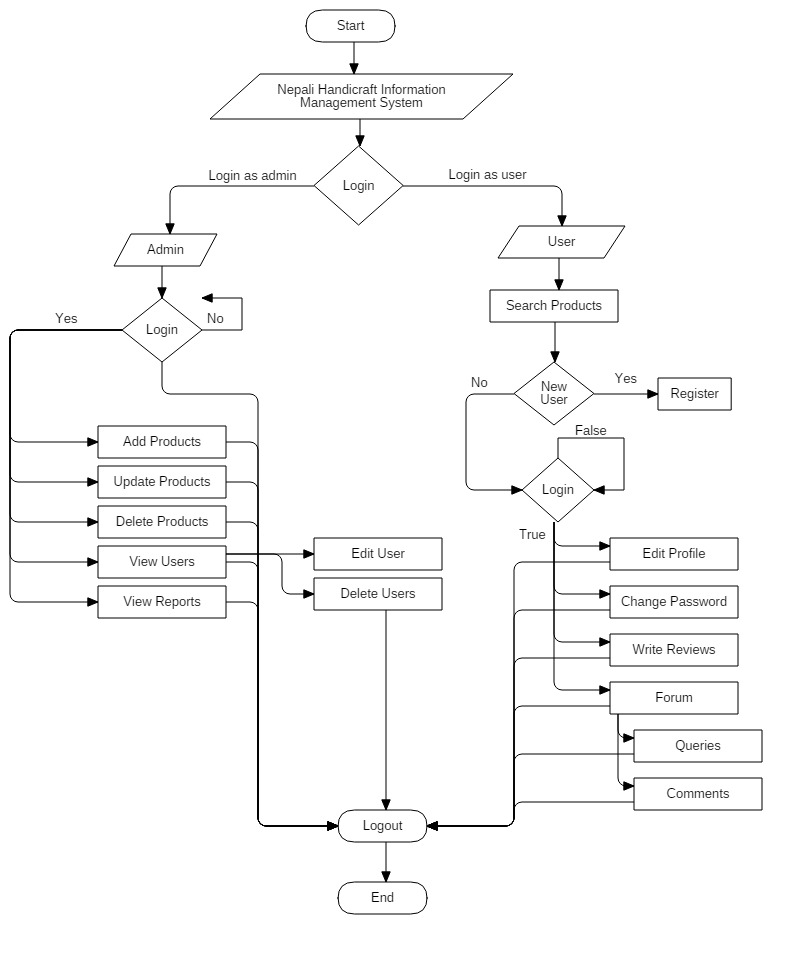 Start
Nepali Handicraft Information
Management System
Login
Login as admin
Login as user
Admin
User
Search Products
Login
Yes
No
New
User
No
Yes
Register
False
Login
True
Add Products
Update Products
Delete Products
View Users
View Reports
Edit User
Delete Users
Edit Profile
Change Password
Write Reviews
Forum
Queries
Comments
Logout
End